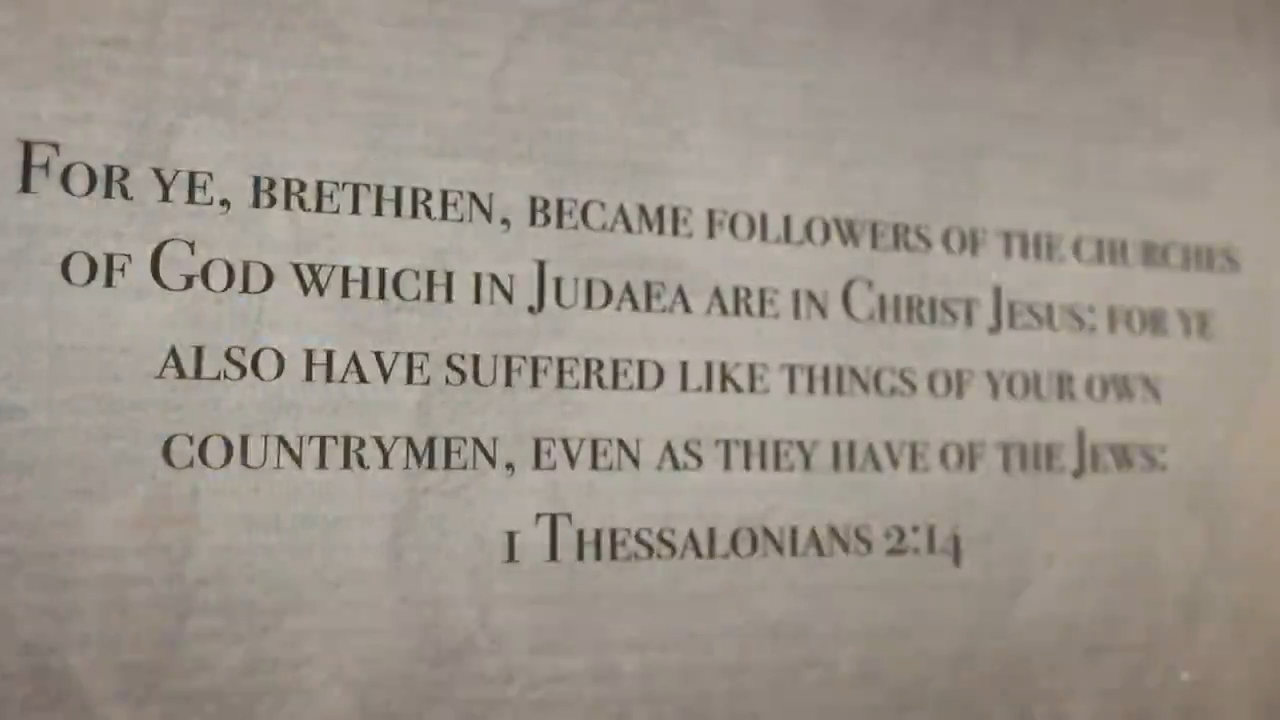 For ye, brethren, became followers of the churches
of God which in Judaea are in Christ Jesus: for ye
also have suffered like things of your own
countrymen, even as they have of the Jews:
1 Thessalonians 2:14